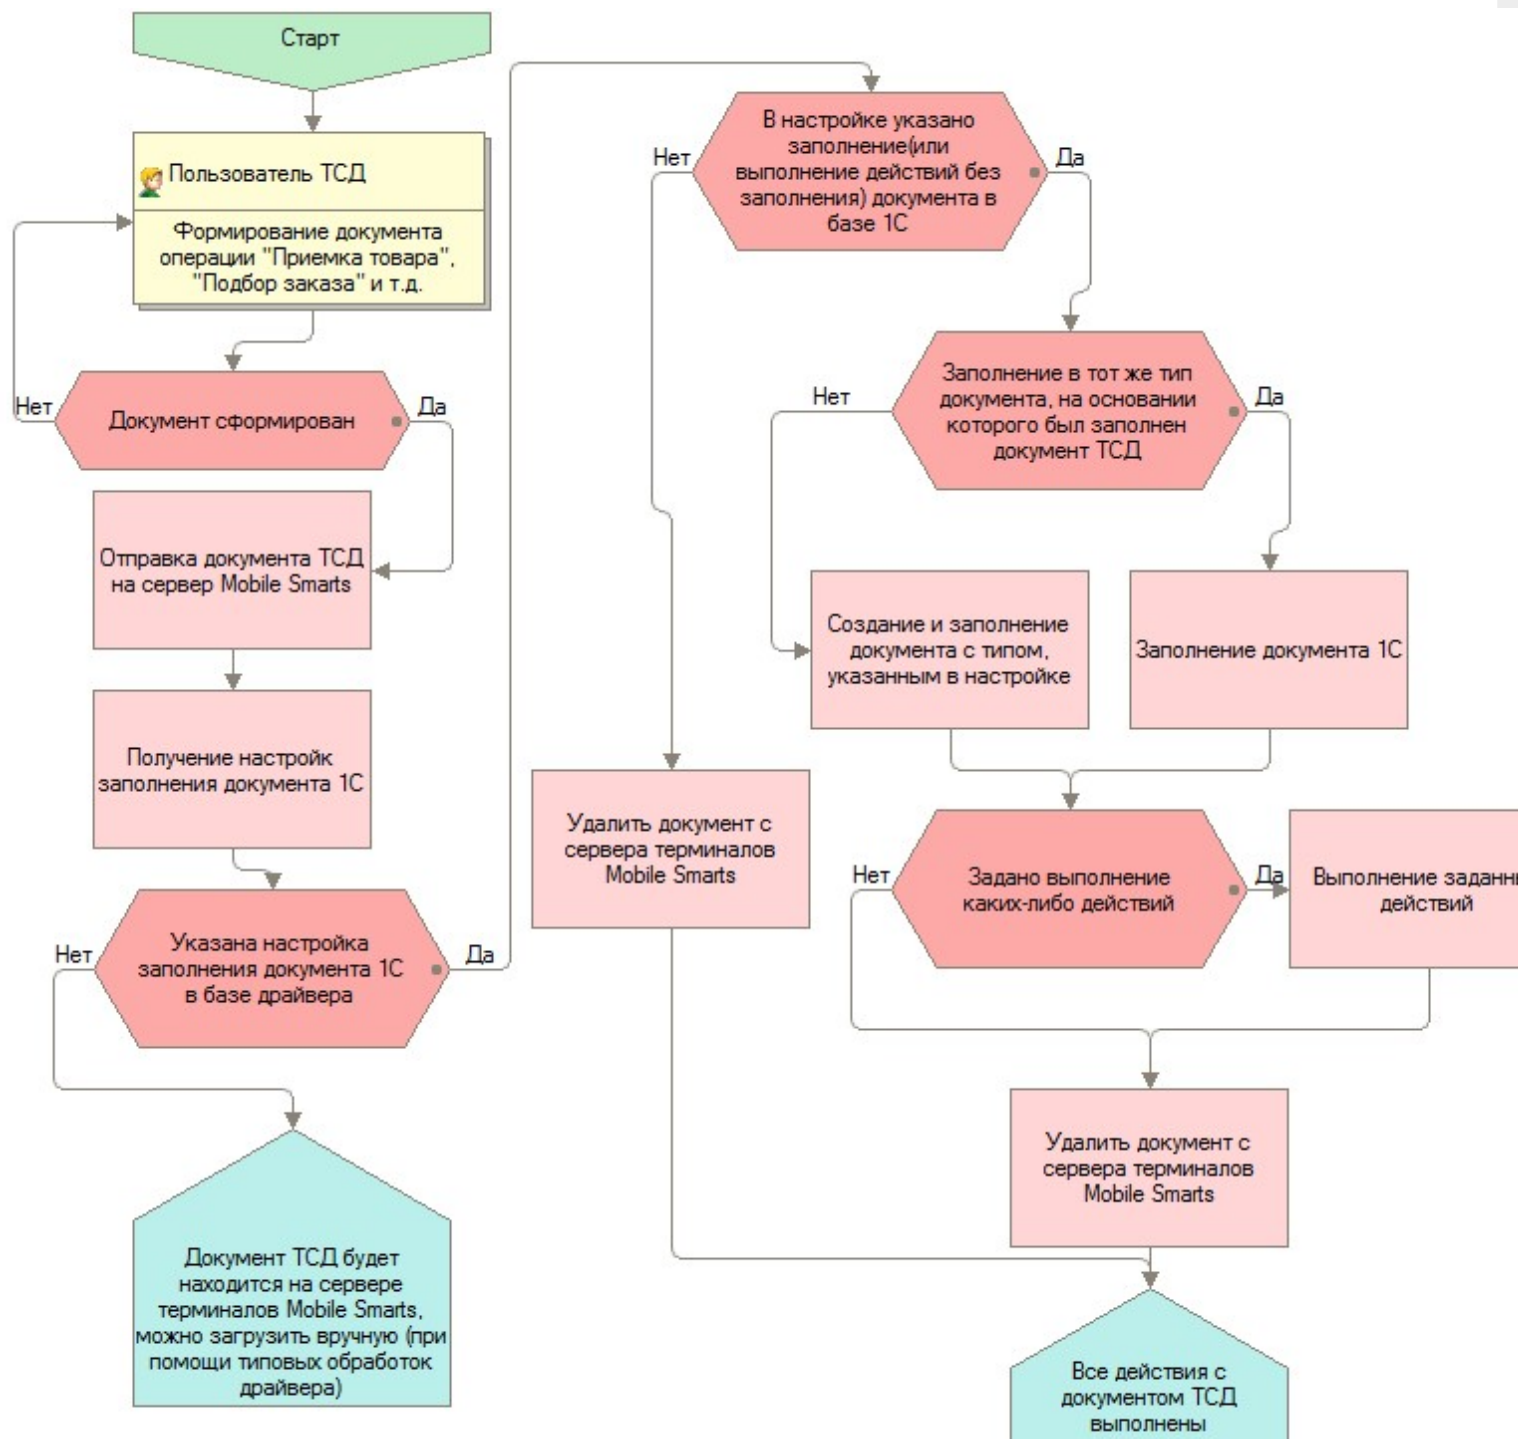 Старт
Пользователь ТСД
Формирование документа
операции "Приемка товара",
"Подбор заказа" и т.д.
Документ сформирован
Нет
Да
Отправка документа ТСД
на сервер Mobile Smarts
Получение настройк
заполнения документа 1С
Указана настройка
заполнения документа 1С
в базе драйвера
Нет
Да
Документ ТСД будет
находится на сервере
терминалов Mobile Smarts,
можно загрузить вручную (при
помощи типовых обработок
драйвера)
В настройке указано
заполнение(или
выполнение действий без
заполнения) документа в
базе 1С
Нет
Да
Заполнение в тот же тип
документа, на основании
которого был заполнен
документ ТСД
Нет
Да
Создание и заполнение
документа с типом,
указанным в настройке
Заполнение документа 1С
Удалить документ с
сервера терминалов
Mobile Smarts
Задано выполнение
каких-либо действий
Нет
Да
Выполнение
действий
Удалить документ с
сервера терминалов
Mobile Smarts
Все действия с
документом ТСД
выполнены